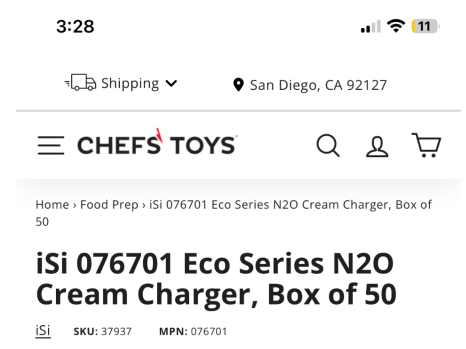 3:28
11
Shipping
San Diego, CA 92127
CHEFS TOYS
Home › Food Prep › iSi 076701 Eco Series N2O Cream Charger, Box of
50
iSi 076701 Eco Series N2O
Cream Charger, Box of 50
iSi SKU: 37937 MPN: 076701